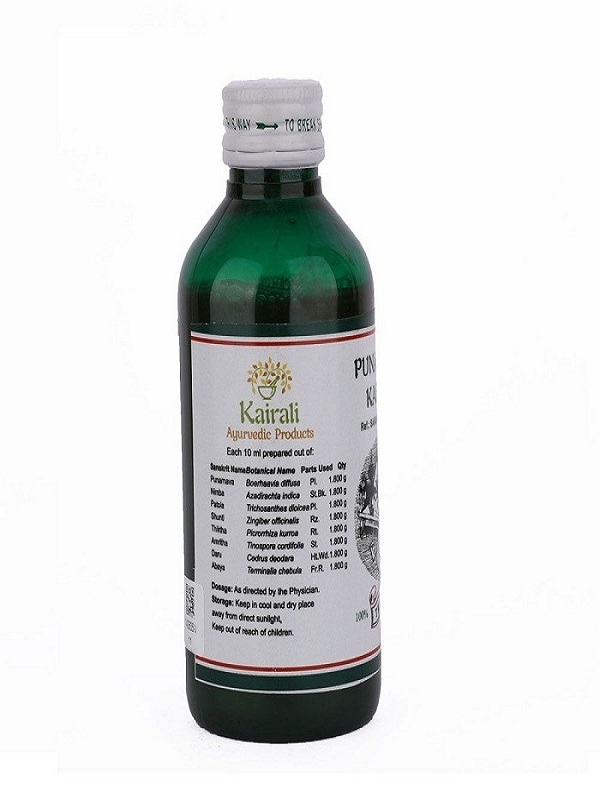 THIS WAY TO BREAK
Kairali
Ayurvedic Products
Each 10 ml prepared out of:
Sanskrit Name Botanical Name Parts Used Qty
Punarnava Boerhaavia diffusa Pl. 1.800 g
Nimba Azadirachta indica St.Bk. 1.800 g
Patola Trichosanthes dioicea Pl. 1.800 g
Shunti Zingiber officinalis Rz. 1.800 g
Thiktha Picrorrhiza kurroa Rt. 1.800 g
Amritha Tinospora cordifolia St. 1.800 g
Daru Cedrus deodara Ht.Wd. 1.800 g
Abaya Terminalia chebula Fr.R. 1.800 g
Dosage: As directed by the Physician.
Storage: Keep in cool and dry place
away from direct sunlight,
Keep out of reach of children.
PUN
KA
Ref.:
100%